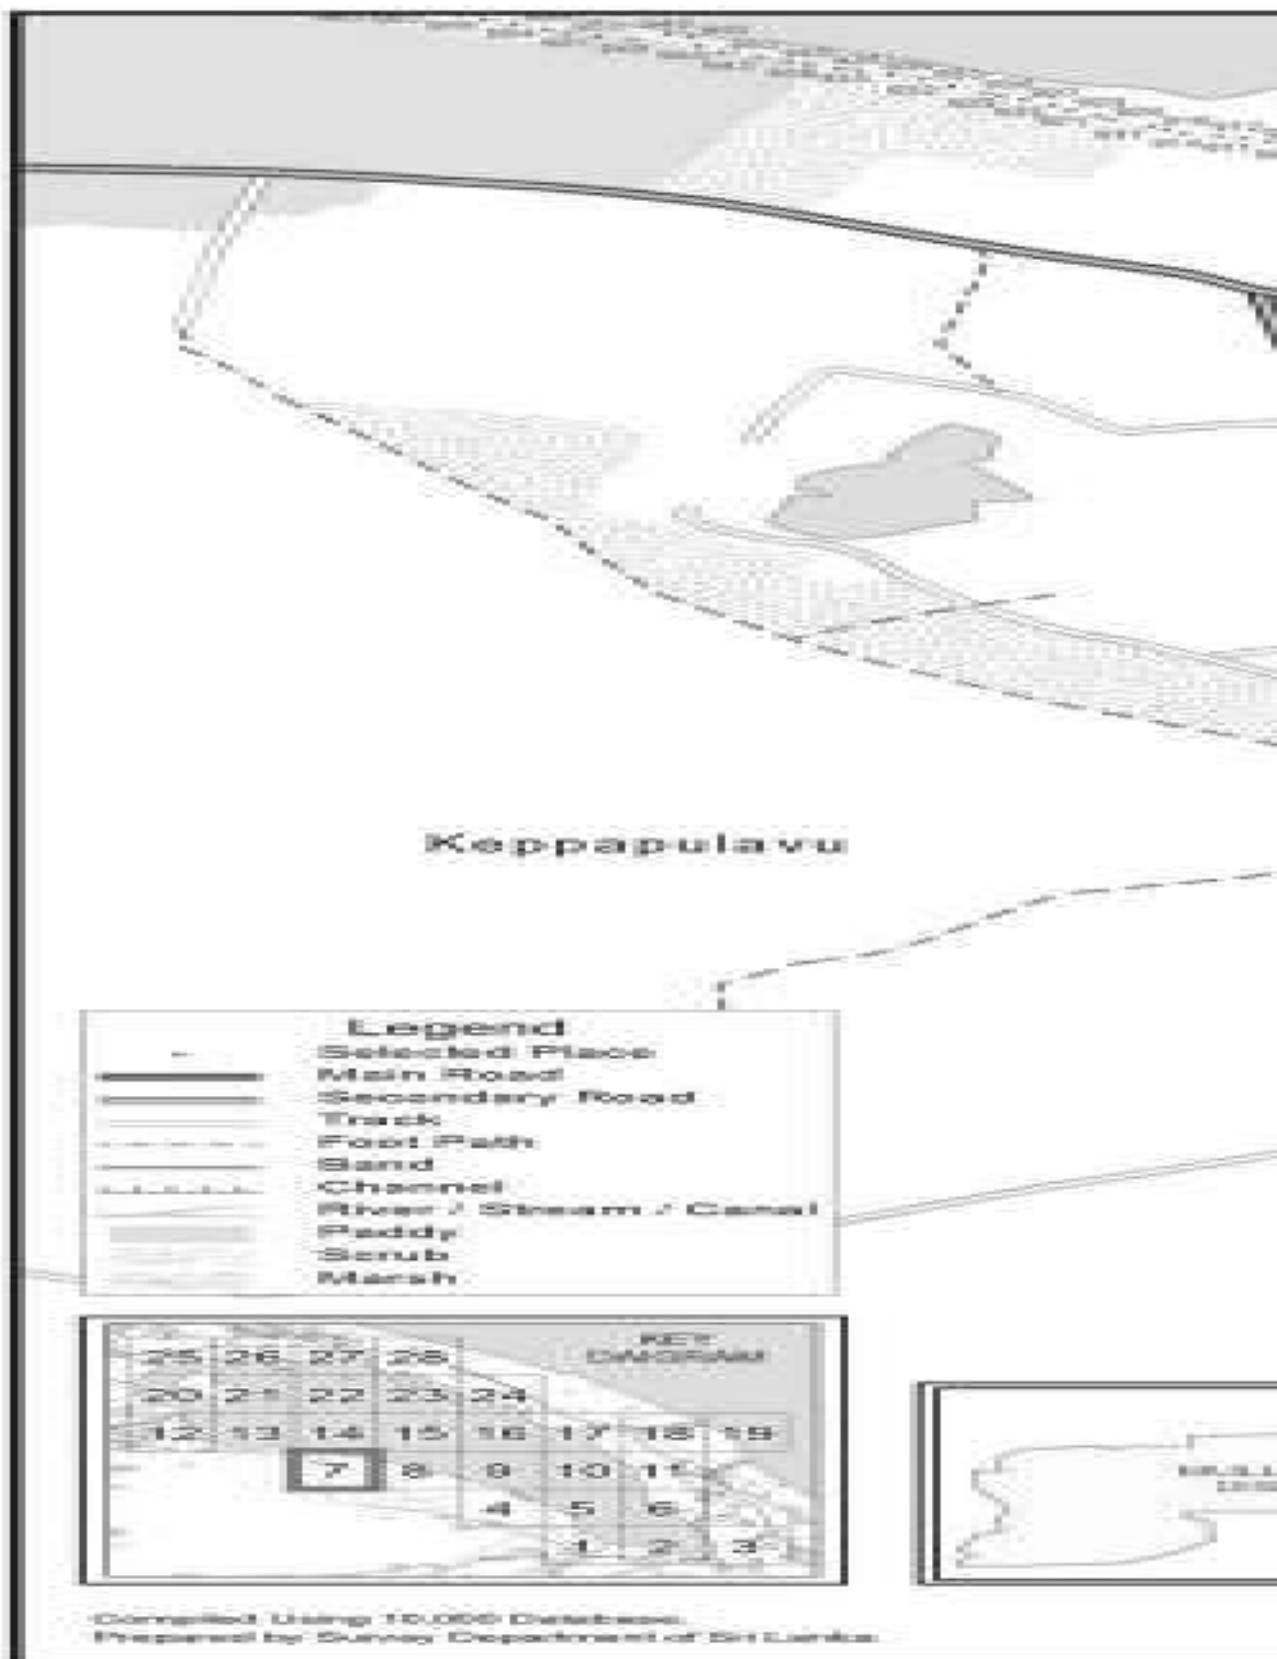 Keppapulavu
Legend
Selected Place
Main Road
Secondary Road
Track
Foot Path
Bund
Channel
River / Stream / Canal
Paddy
Scrub
Marsh
KEY
DIAGRAM
25 26 27 28
20 21 22 23 24
12 13 14 15 16 17 18 19
7 8 9 10 11
4 5 6
1 2 3
Compiled Using 10,000 Database.
Prepared by Survey Department of Sri Lanka